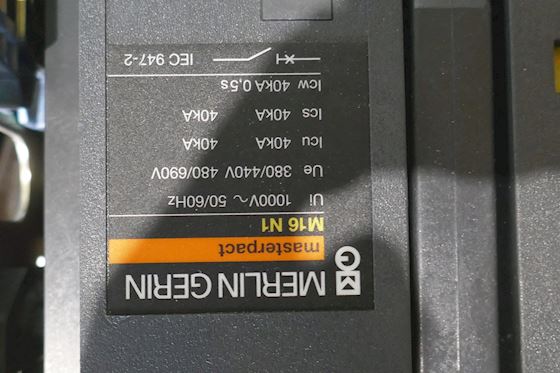 MERLIN GERIN
masterpact
M16 N1
Ui 1000V~ 50/60Hz
Ue 380/440V 480/690V
Icu 40kA 40kA
Ics 40kA 40kA
Icw 40kA 0,5s
IEC 947-2